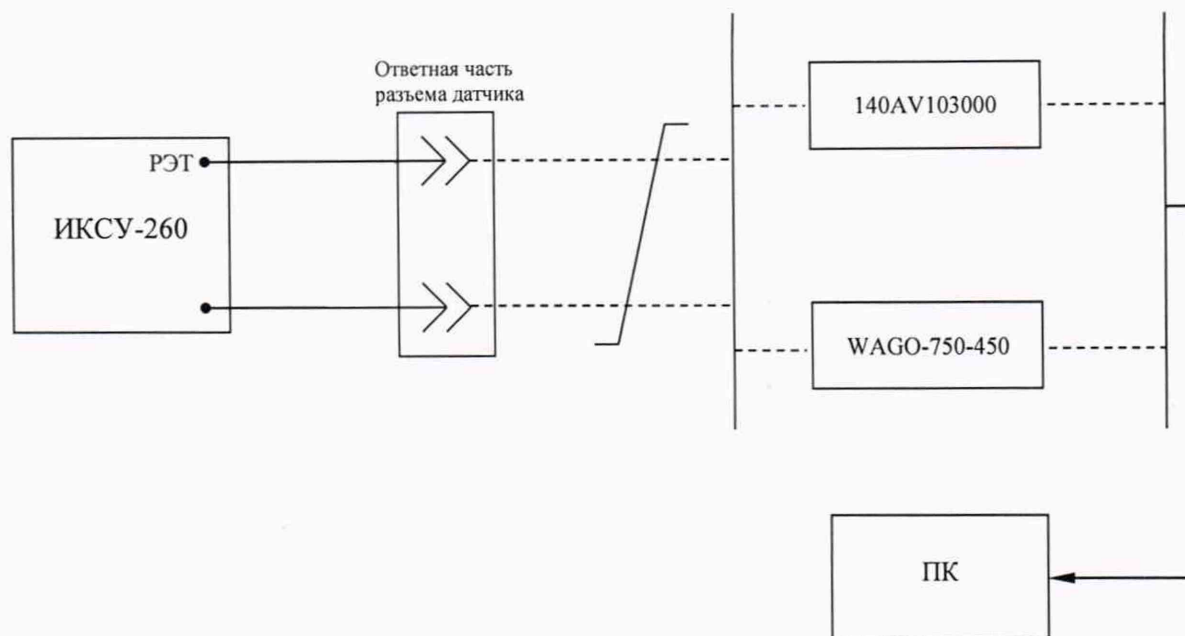 Ответная часть
разъема датчика
140AV103000
РЭТ
ИКСУ-260
WAGO-750-450
ПК